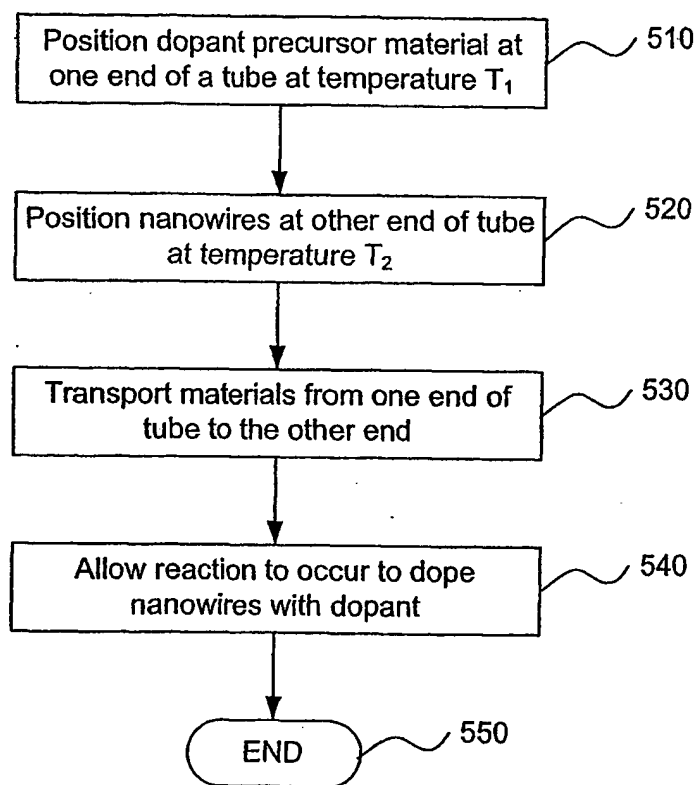 Position dopant precursor material at
one end of a tube at temperature T₁
510
Position nanowires at other end of tube
at temperature T₂
520
Transport materials from one end of
tube to the other end
530
Allow reaction to occur to dope
nanowires with dopant
540
END
550